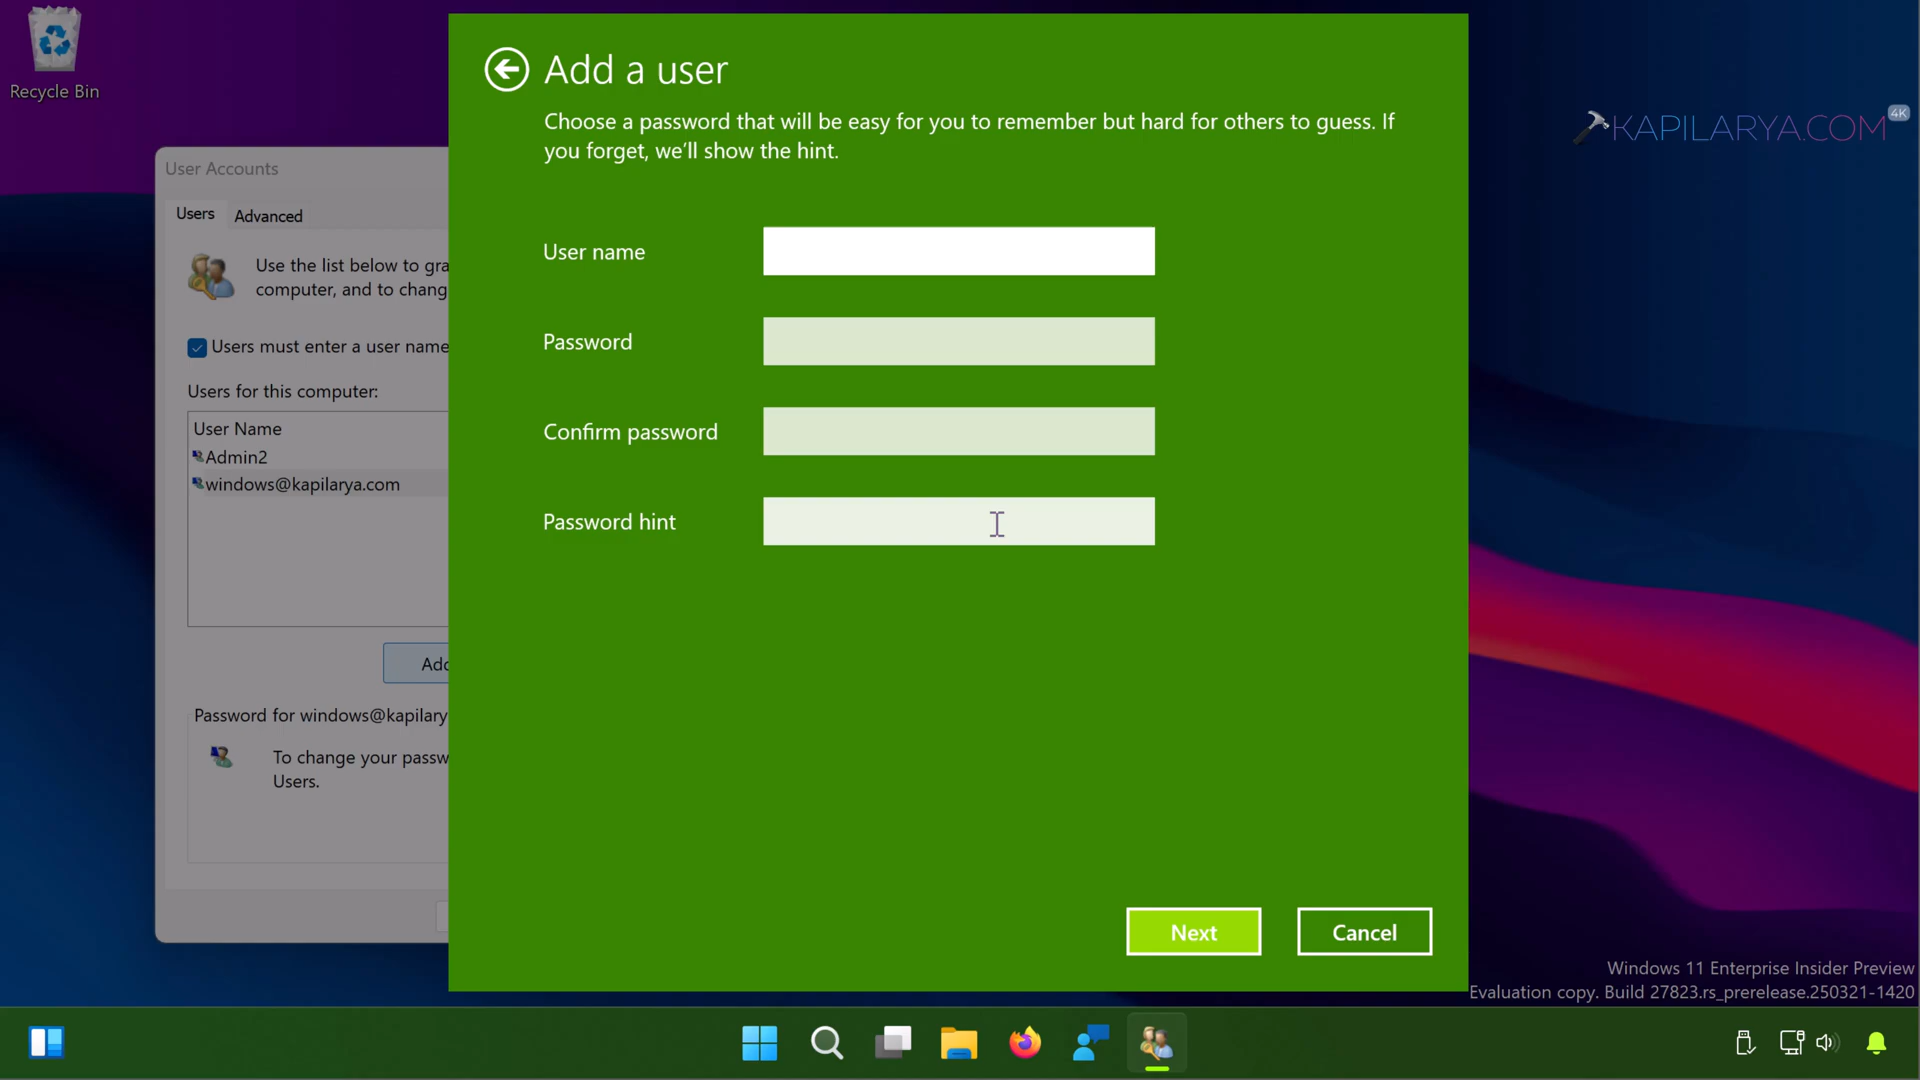 Recycle Bin
KAPILARYA.COM
4K
User Accounts
Users
Advanced
Use the list below to gra
computer, and to chang
Users must enter a user name
Users for this computer:
User Name
Admin2
windows@kapilarya.com
Add
Password for windows@kapilary
To change your passw
Users.
Add a user
Choose a password that will be easy for you to remember but hard for others to guess. If
you forget, we'll show the hint.
User name
Password
Confirm password
Password hint
Next
Cancel
Windows 11 Enterprise Insider Preview
Evaluation copy. Build 27823.rs_prerelease.250321-1420